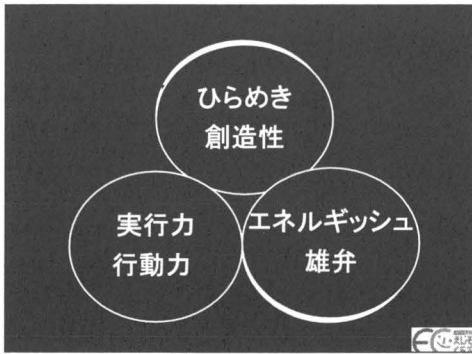 ひらめき
創造性
実行力
行動力
エネルギッシュ
雄弁